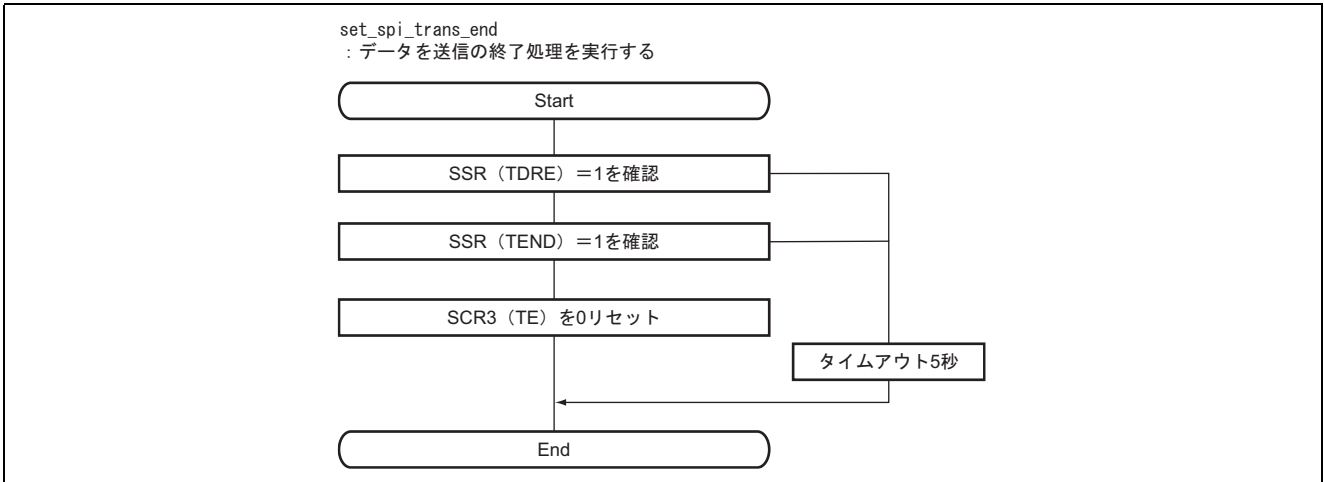 set_spi_trans_end
:データを送信の終了処理を実行する
Start
SSR（TDRE）＝1を確認
SSR（TEND）＝1を確認
SCR3（TE）を0リセット
タイムアウト5秒
End